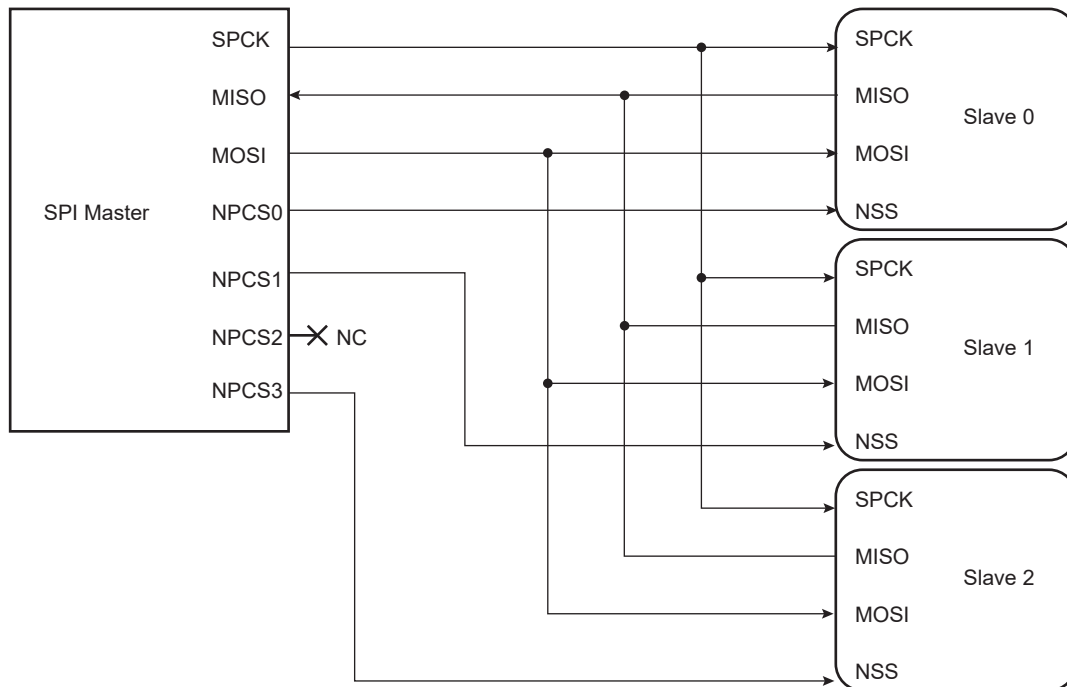 SPI Master
SPCK
MISO
MOSI
NPCS0
NPCS1
NPCS2
NC
NPCS3
SPCK
MISO
Slave 0
MOSI
NSS
SPCK
MISO
Slave 1
MOSI
NSS
SPCK
MISO
Slave 2
MOSI
NSS